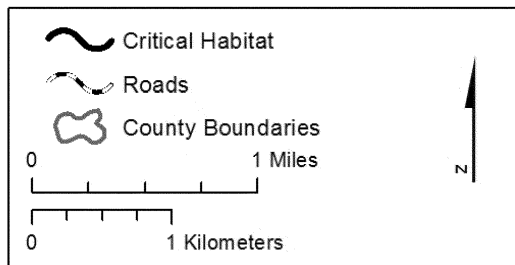 Critical Habitat
Roads
County Boundaries
0 1 Miles
0 1 Kilometers
N